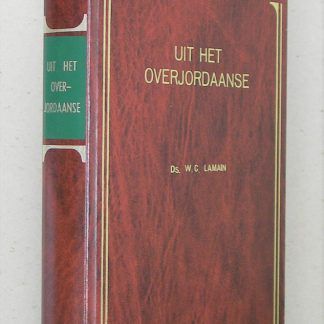 UIT HET
OVER-
JORDAANSE
UIT HET
OVERJORDAANSE
Ds. W. C. LAMAIN